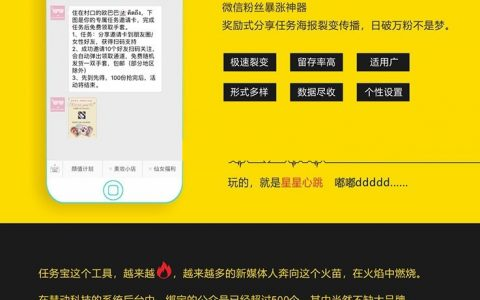 住在村口的欧巴巴
面是你的专属任务邀请卡，完成
任务后免费领取手套。
1、任务：分享邀请卡到朋友圈/
女性好友，获得扫码支持
2、成功邀请10个好友扫码关注，
会自动弹出领取通道，免费随机
发货一双手套，包邮（部分地区
除外）
3、先到先得，100份抢完后，活
动结束。
颜值计划
美妆小店
仙女福利
微信粉丝暴涨神器
奖励式分享任务海报裂变传播，日破万粉不是梦。
极速裂变 留存率高 适用广
形式多样 数据尽收 个性设置
玩的，就是星星心跳 嘟嘟ddddd......
任务宝这个工具，越来越，越来越多的新媒体人奔向这个火苗，在火焰中燃烧。